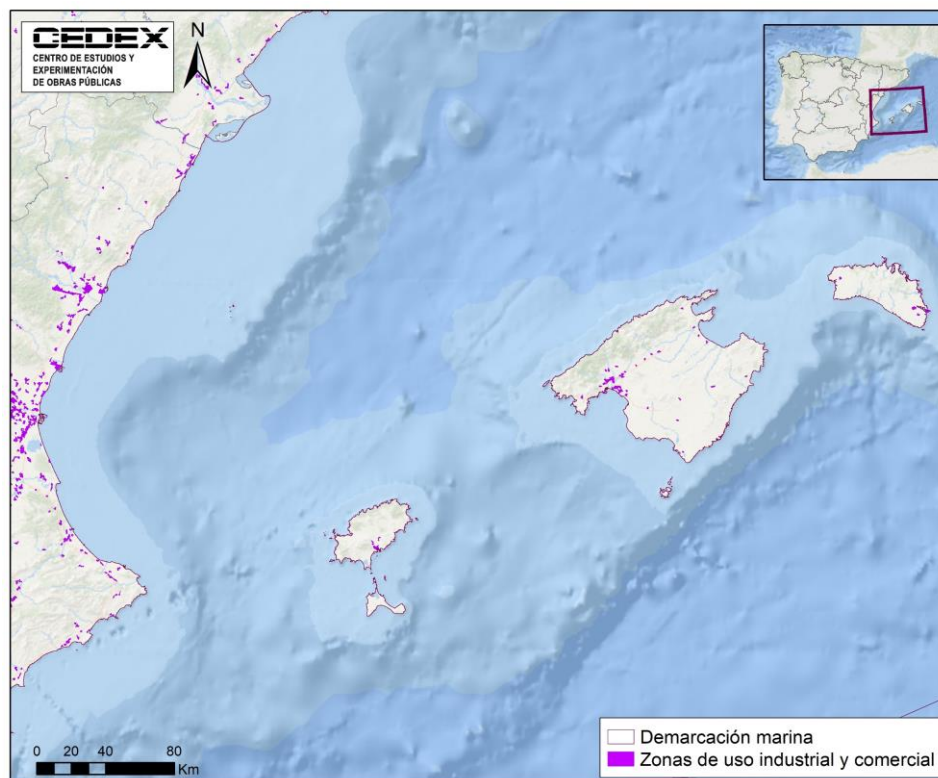 CEDEX
CENTRO DE ESTUDIOS Y
EXPERIMENTACIÓN
DE OBRAS PÚBLICAS
N
0 20 40 80
Km
Demarcación marina
Zonas de uso industrial y comercial